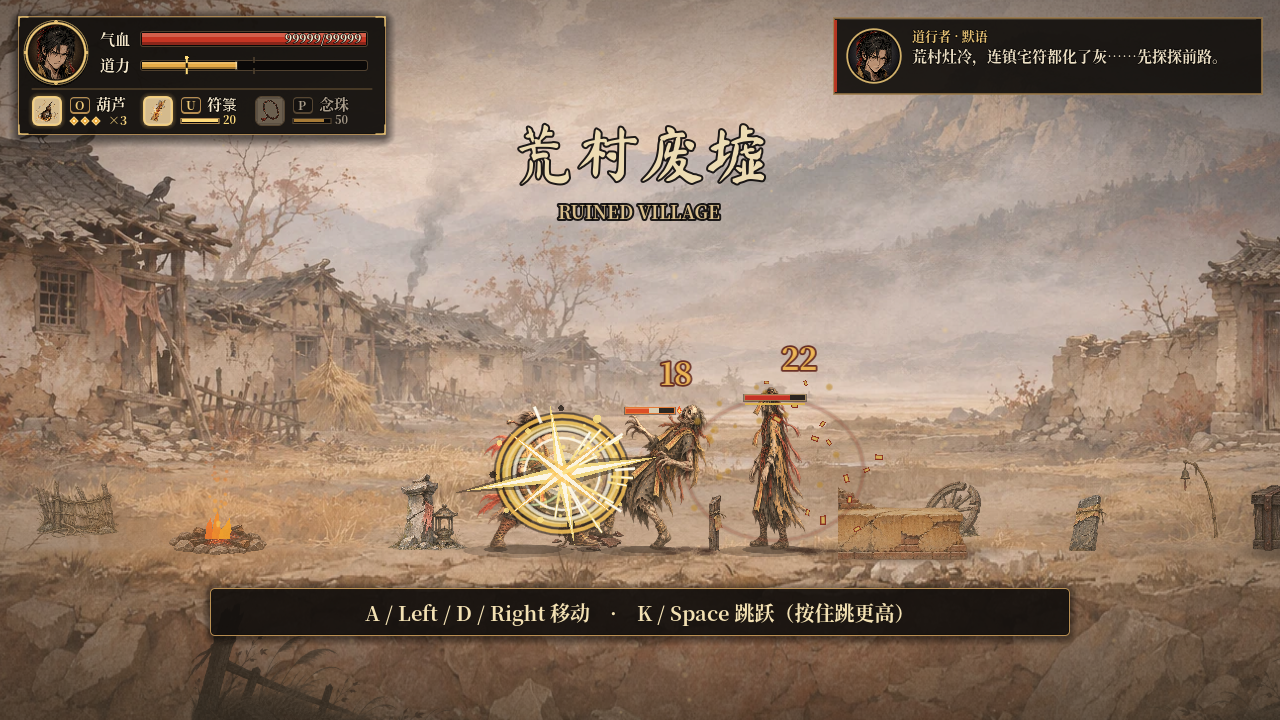 气血 99999/99999
道力
O 葫芦 ×3
U 符箓 20
P 念珠 50
道行者·默语
荒村灶冷，连镇宅符都化了灰……先探探前路。
荒村废墟
RUINED VILLAGE
18
22
A / Left / D / Right 移动 · K / Space 跳跃（按住跳更高）